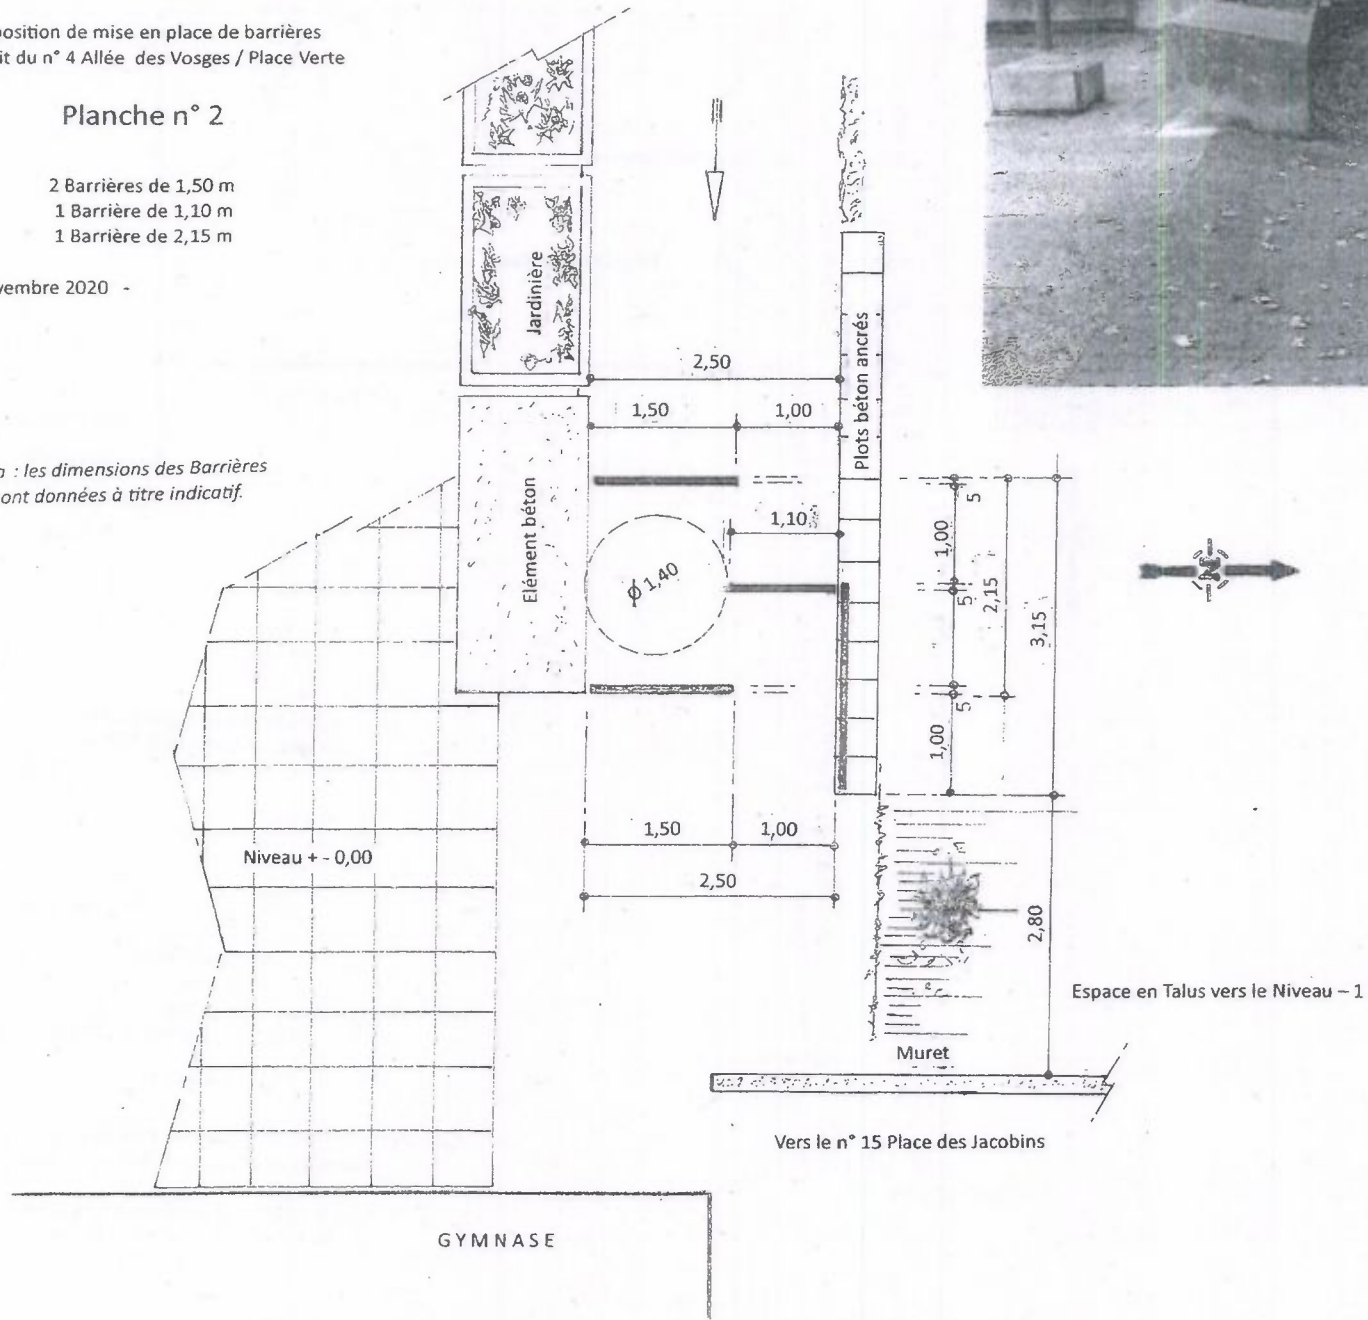 position de mise en place de barrières
it du n° 4 Allée des Vosges / Place Verte
Planche n° 2
2 Barrières de 1,50 m
1 Barrière de 1,10 m
1 Barrière de 2,15 m
vembre 2020 -
: les dimensions des Barrières
ont données à titre indicatif.
Jardinière
Plots béton ancrés
2,50
1,50
1,00
Elément béton
1,10
Ø 1,40
5
1,00
5
2,15
3,15
5
1,00
1,50
1,00
2,50
Niveau + - 0,00
2,80
Espace en Talus vers le Niveau – 1
Muret
Vers le n° 15 Place des Jacobins
GYMNASE
N